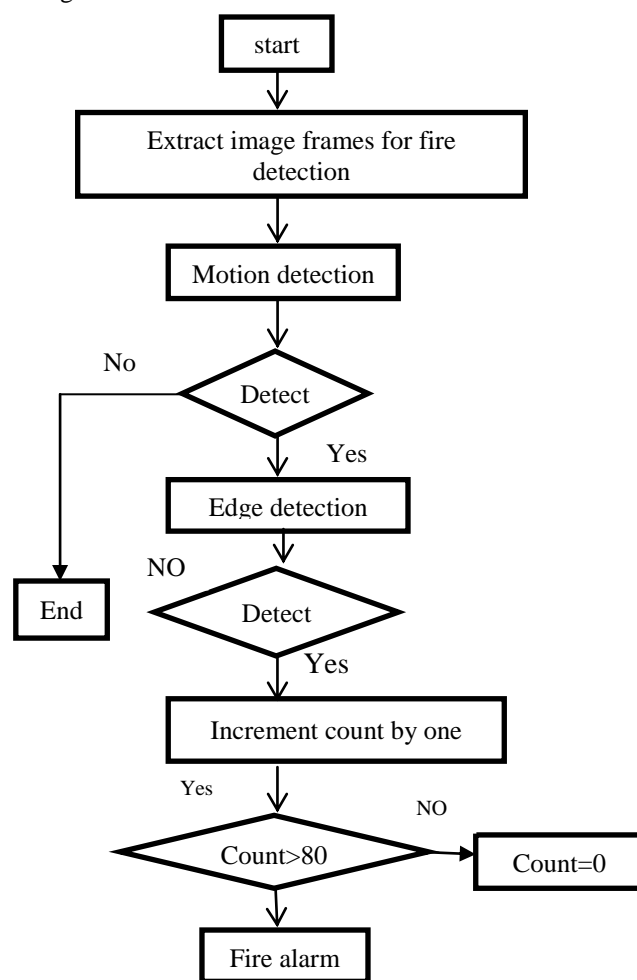 start
Extract image frames for fire
detection
Motion detection
No
Detect
Yes
Edge detection
NO
End
Detect
Yes
Increment count by one
Yes
NO
Count>80
Count=0
Fire alarm